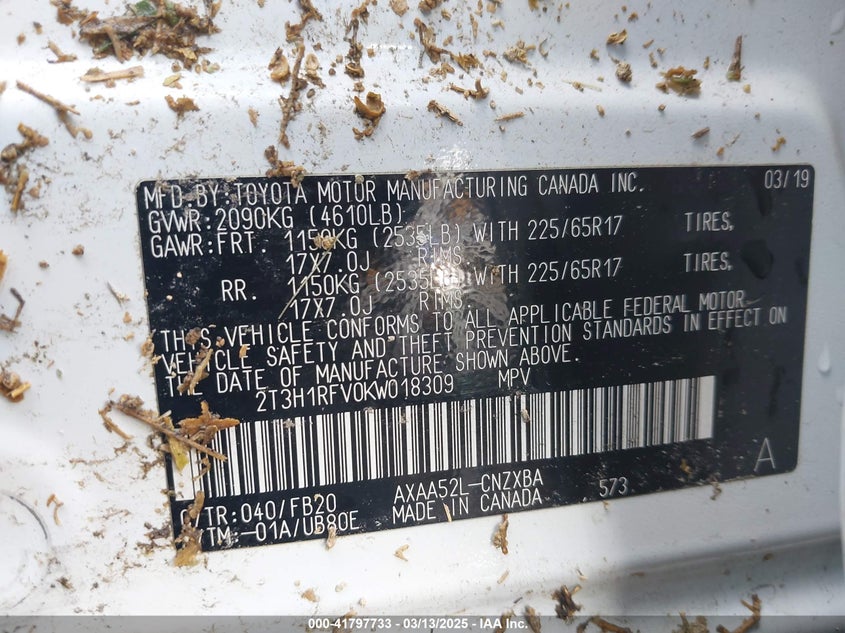 MFD BY: TOYOTA MOTOR MANUFACTURING CANADA INC. 03/19
GVWR: 2090KG (4610LB)
GAWR: FRT. 1150KG (2535LB) WITH 225/65R17 TIRES,
17X7.0J RIMS,
RR. 1150KG (2535LB) WITH 225/65R17 TIRES,
17X7.0J RIMS
THIS VEHICLE CONFORMS TO ALL APPLICABLE FEDERAL MOTOR
VEHICLE SAFETY AND THEFT PREVENTION STANDARDS IN EFFECT ON
THE DATE OF MANUFACTURE SHOWN ABOVE.
2T3H1RFV0KW018309 MPV
C/TR: 040/FB20 AXAA52L-CNZXBA 573 A
/TM:-01A/UB80E MADE IN CANADA
000-41797733 - 03/13/2025 - IAA Inc.